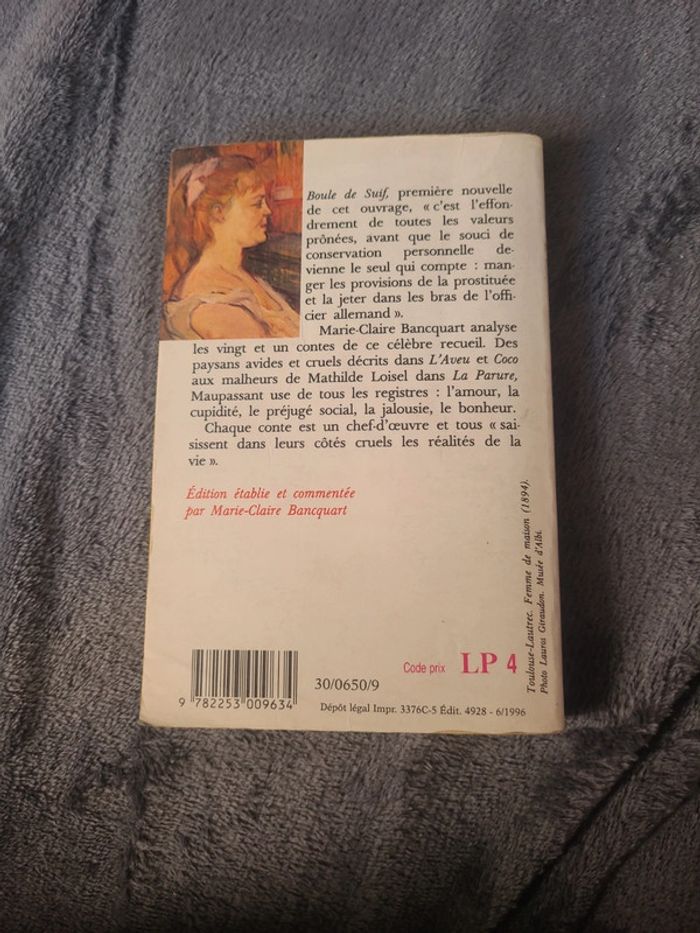 Boule de Suif, première nouvelle
de cet ouvrage, « c'est l'effon-
drement de toutes les valeurs
prônées, avant que le souci de
conservation personnelle de-
vienne le seul qui compte : man-
ger les provisions de la prostituée
et la jeter dans les bras de l'offi-
cier allemand ».
Marie-Claire Bancquart analyse
les vingt et un contes de ce célèbre recueil. Des
paysans avides et cruels décrits dans L'Aveu et Coco
aux malheurs de Mathilde Loisel dans La Parure,
Maupassant use de tous les registres : l'amour, la
cupidité, le préjugé social, la jalousie, le bonheur.
Chaque conte est un chef-d'œuvre et tous « sai-
sissent dans leurs côtés cruels les réalités de la
vie ».
Édition établie et commentée
par Marie-Claire Bancquart
Toulouse-Lautrec. Femme de maison (1894).
Photo Lauros Giraudon. Musée d'Albi.
Code prix LP 4
30/0650/9
9 782253 009634
Dépôt légal Impr. 3376C-5 Édit. 4928 - 6/1996